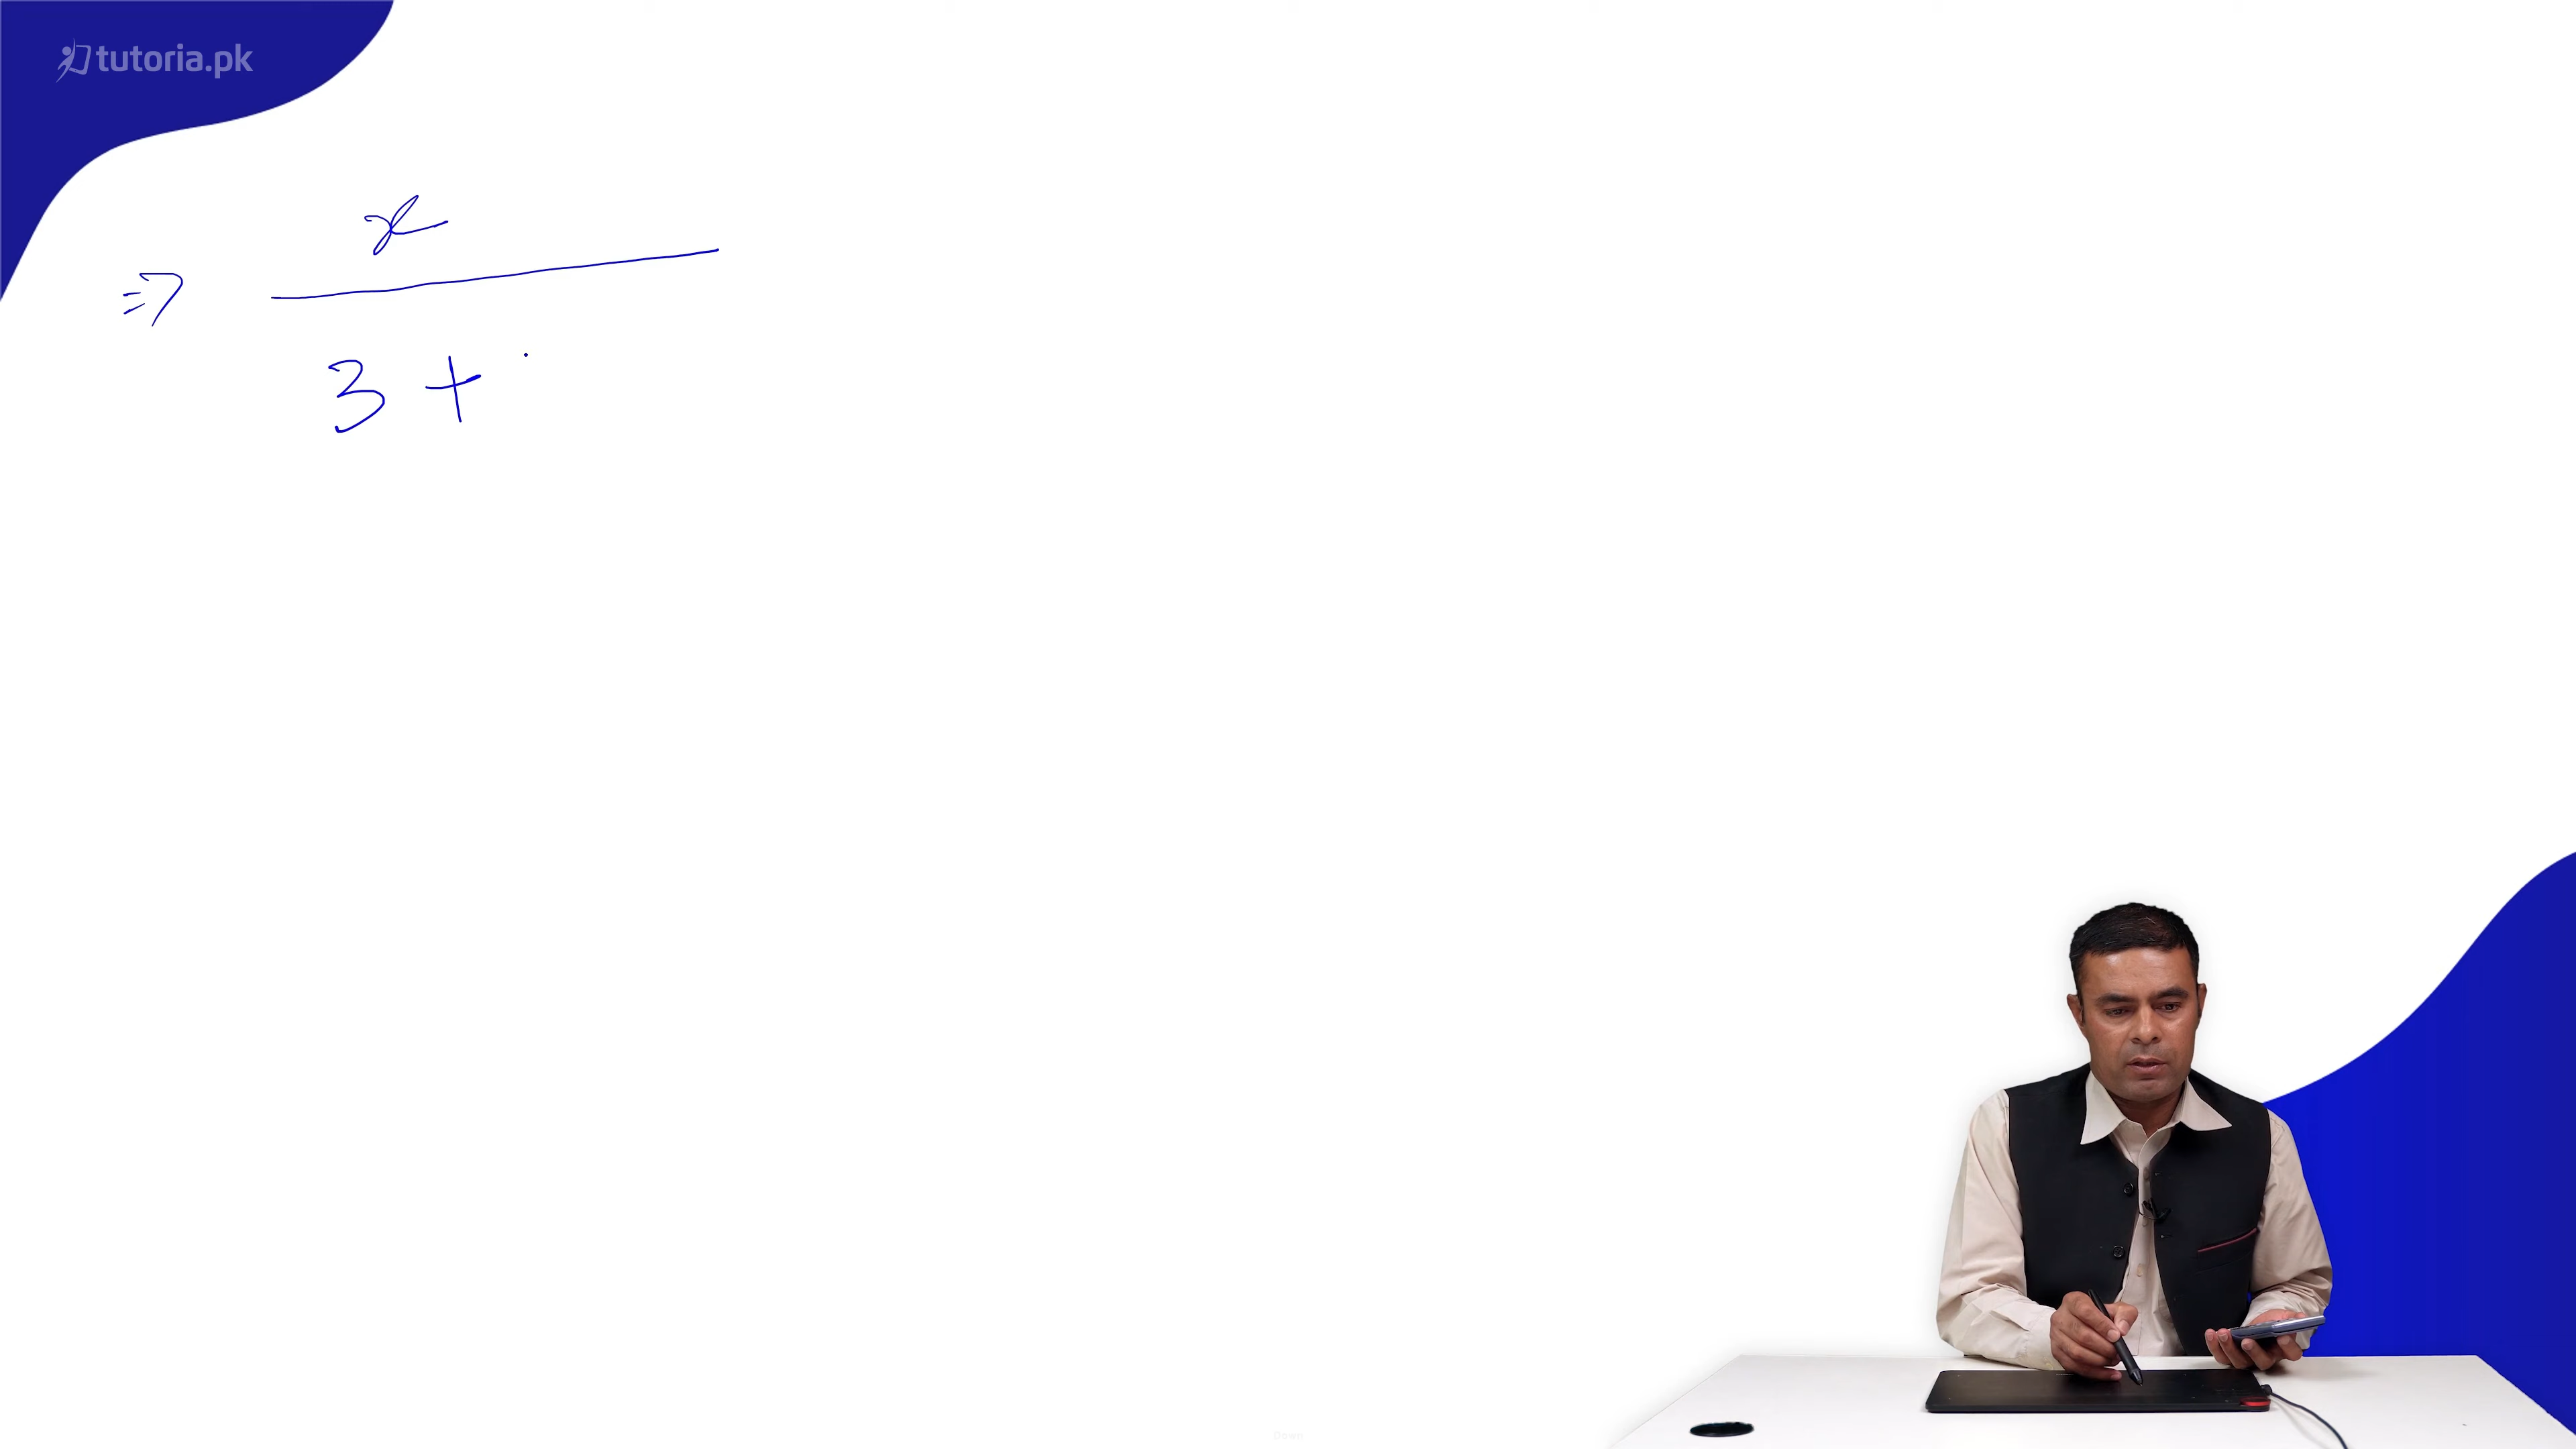 tutoria.pk
⇒ x
3 +